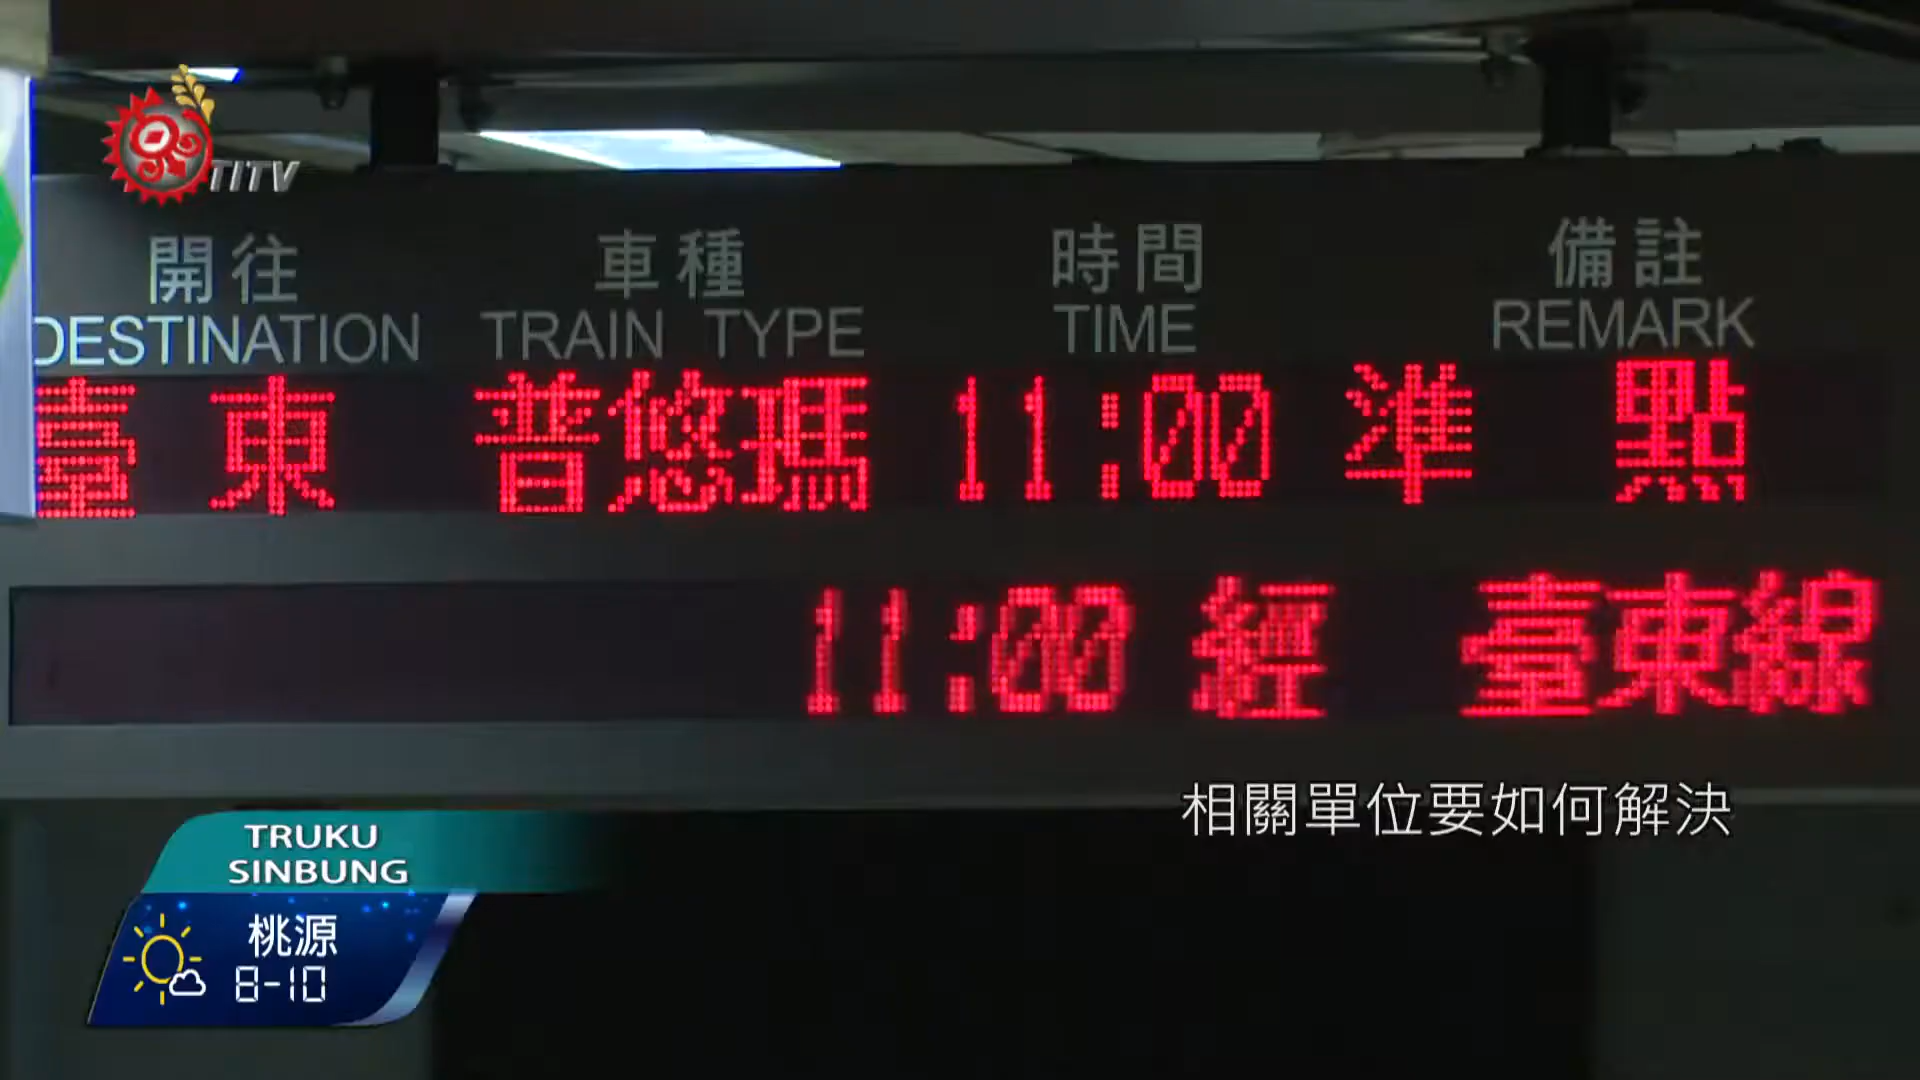 TITV
開往 車種 時間 備註
DESTINATION TRAIN TYPE TIME REMARK
臺東 普悠瑪 11:00 準點
11:00 經 臺東線
相關單位要如何解決
TRUKU
SINBUNG
桃源
8-10